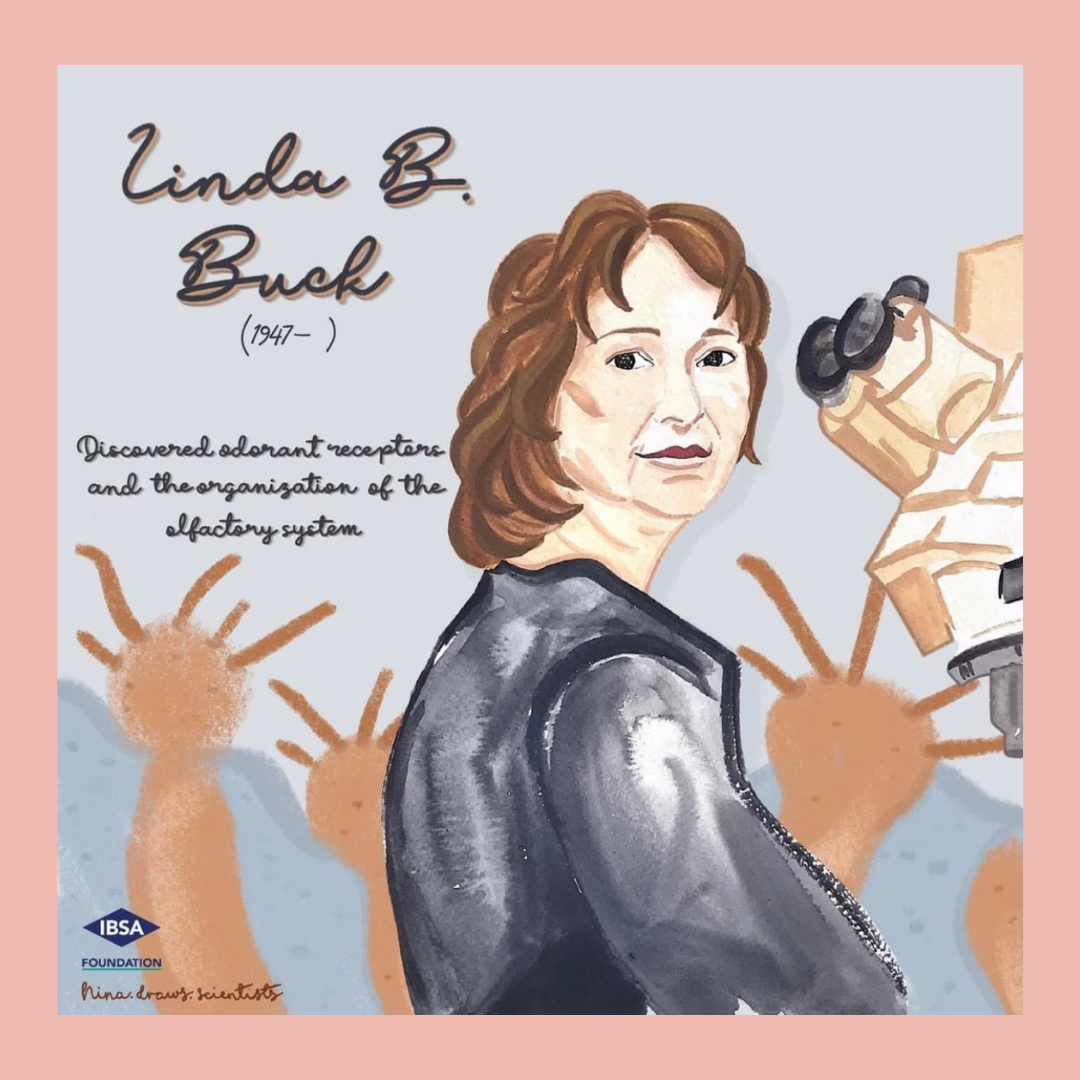 Linda B.
Buck
(1947- )
Discovered odorant receptors
and the organization of the
olfactory system
IBSA
FOUNDATION
Nina.draws.scientists